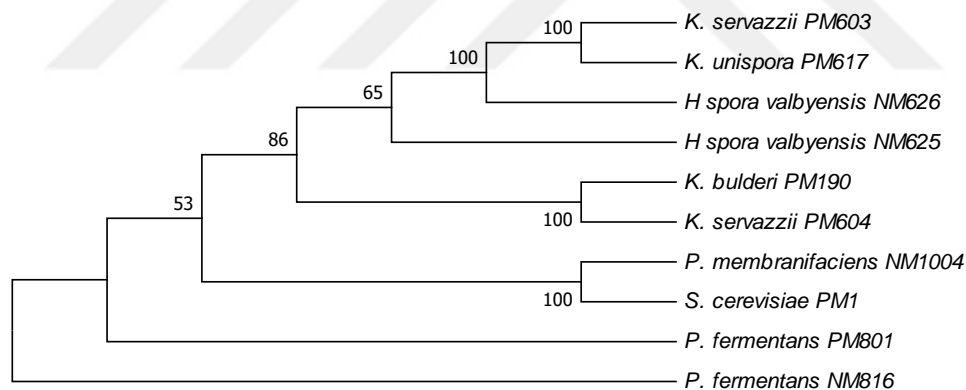 K. servazzii PM603
100
K. unispora PM617
100
H spora valbyensis NM626
65
H spora valbyensis NM625
86
K. bulderi PM190
53
K. servazzii PM604
100
P. membranifaciens NM1004
S. cerevisiae PM1
100
P. fermentans PM801
P. fermentans NM816